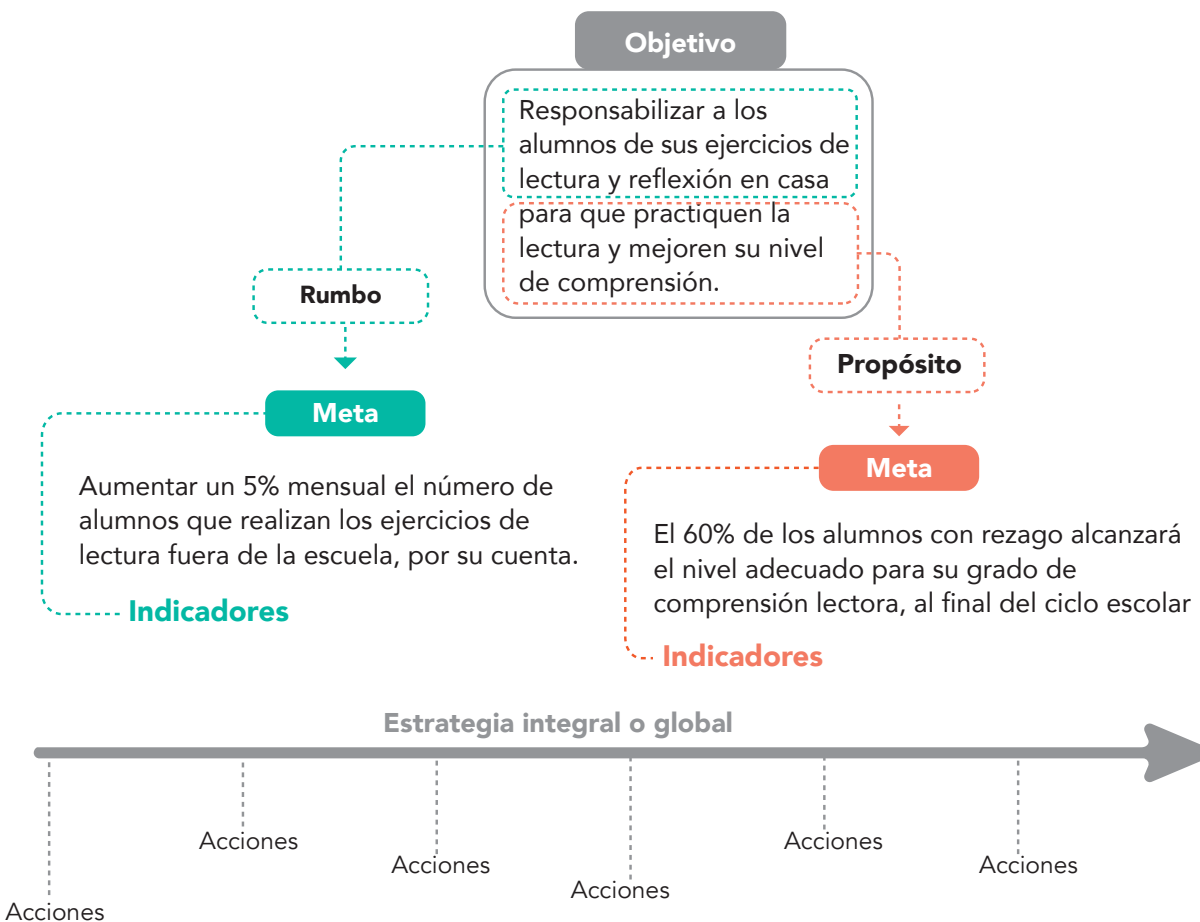 Objetivo
Responsabilizar a los
alumnos de sus ejercicios de
lectura y reflexión en casa
para que practiquen la
lectura y mejoren su nivel
de comprensión.
Rumbo
Propósito
Meta
Aumentar un 5% mensual el número de
alumnos que realizan los ejercicios de
lectura fuera de la escuela, por su cuenta.
Indicadores
Meta
El 60% de los alumnos con rezago alcanzará
el nivel adecuado para su grado de
comprensión lectora, al final del ciclo escolar
Indicadores
Estrategia integral o global
Acciones
Acciones
Acciones
Acciones
Acciones
Acciones